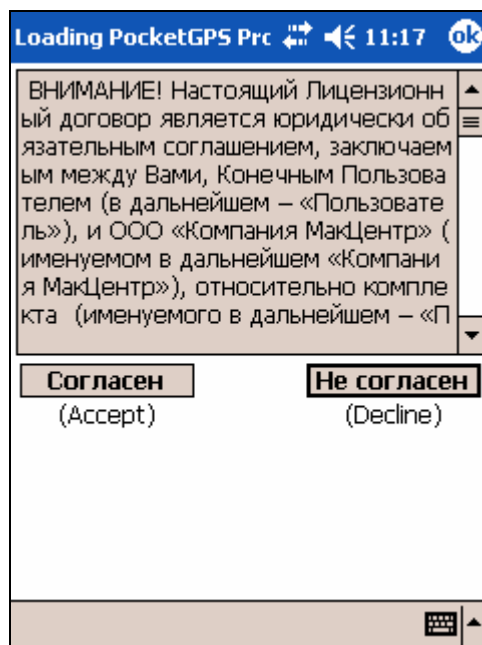 Loading PocketGPS Prc 11:17 ok
ВНИМАНИЕ! Настоящий Лицензионн
ый договор является юридически об
язательным соглашением, заключаем
ым между Вами, Конечным Пользова
телем (в дальнейшем – «Пользовате
ль»), и ООО «Компания МакЦентр» (
именуемом в дальнейшем «Компани
я МакЦентр»), относительно компле
кта (именуемого в дальнейшем – «П
Согласен Не согласен
(Accept) (Decline)